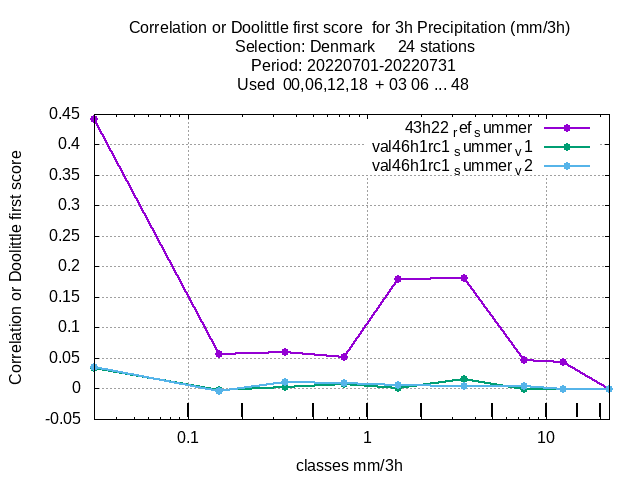 Correlation or Doolittle first score  for 3h Precipitation (mm/3h)
Selection: Denmark     24 stations
Period: 20220701-20220731
Used  00,06,12,18  + 03 06 ... 48
43h22 ref summer
val46h1rc1 summer v1
val46h1rc1 summer v2
Correlation or Doolittle first score
0.45
0.4
0.35
0.3
0.25
0.2
0.15
0.1
0.05
0
-0.05
0.1 1 10
classes mm/3h